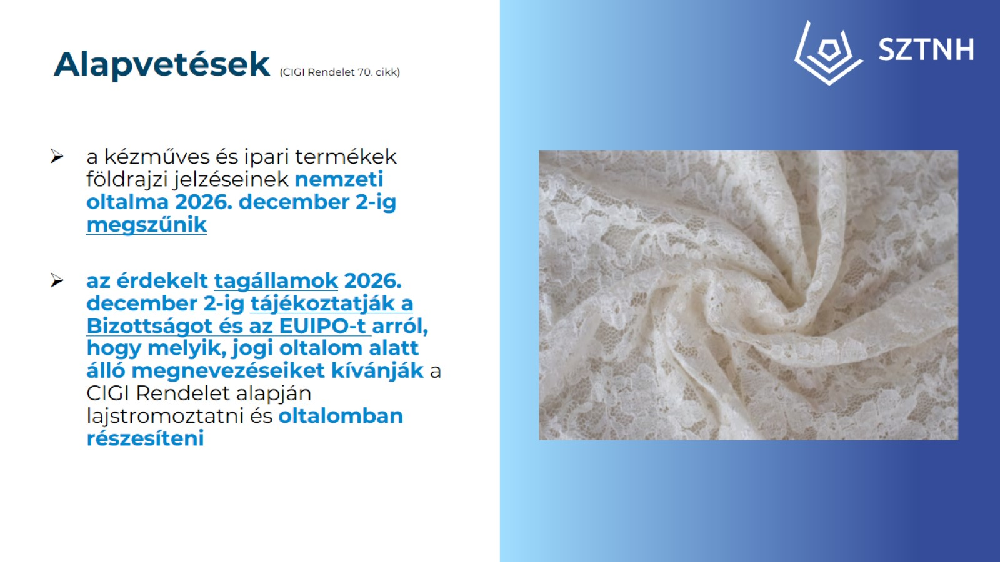 Alapvetések (CIGI Rendelet 70. cikk)
SZTNH
➢ a kézműves és ipari termékek
földrajzi jelzéseinek nemzeti
oltalma 2026. december 2-ig
megszűnik
➢ az érdekelt tagállamok 2026.
december 2-ig tájékoztatják a
Bizottságot és az EUIPO-t arról,
hogy melyik, jogi oltalom alatt
álló megnevezéseiket kívánják a
CIGI Rendelet alapján
lajstromoztatni és oltalomban
részesíteni